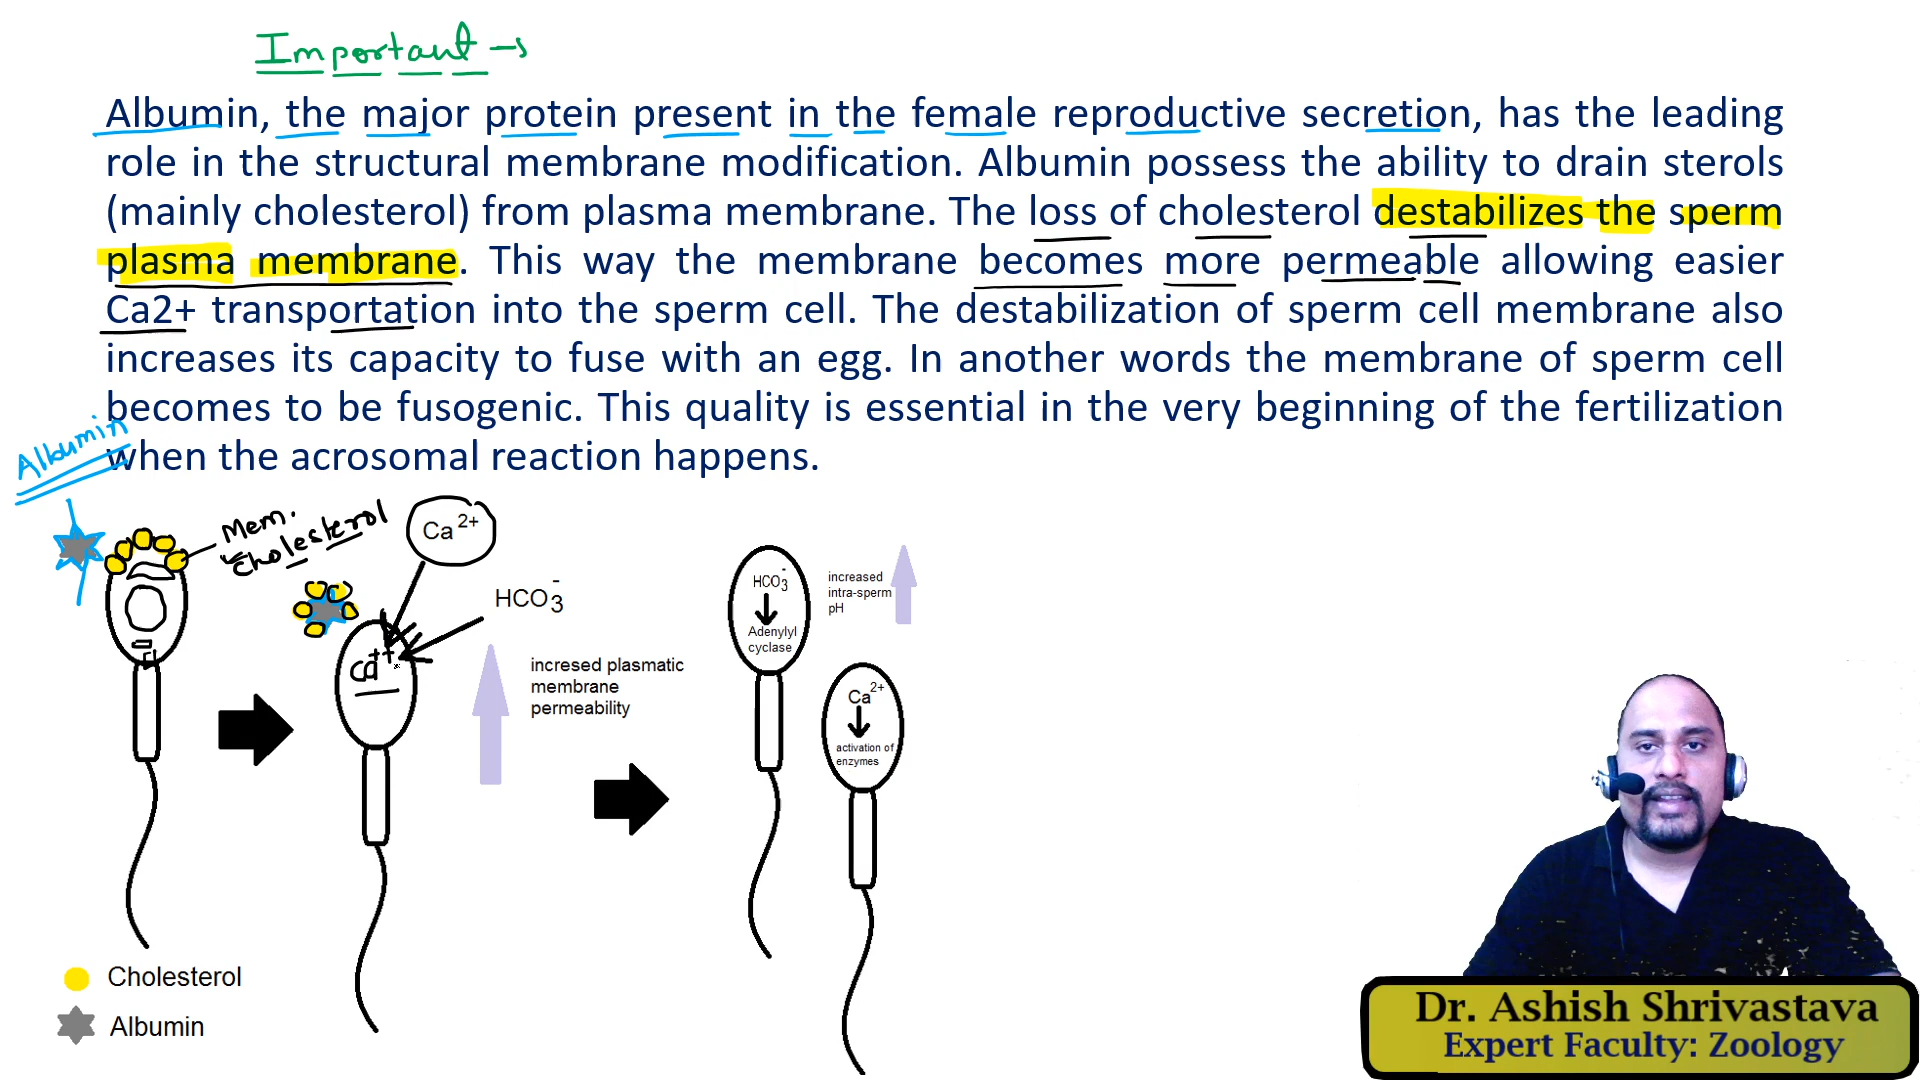 Important →
Albumin, the major protein present in the female reproductive secretion, has the leading
role in the structural membrane modification. Albumin possess the ability to drain sterols
(mainly cholesterol) from plasma membrane. The loss of cholesterol destabilizes the sperm
plasma membrane. This way the membrane becomes more permeable allowing easier
Ca2+ transportation into the sperm cell. The destabilization of sperm cell membrane also
increases its capacity to fuse with an egg. In another words the membrane of sperm cell
becomes to be fusogenic. This quality is essential in the very beginning of the fertilization
when the acrosomal reaction happens.
Albumin
Mem.
Cholesterol
Ca2+
HCO3-
Ca++
incresed plasmatic
membrane
permeability
HCO3-
Adenylyl
cyclase
increased
intra-sperm
pH
Ca2+
activation of
enzymes
Cholesterol
Albumin
Dr. Ashish Shrivastava
Expert Faculty: Zoology